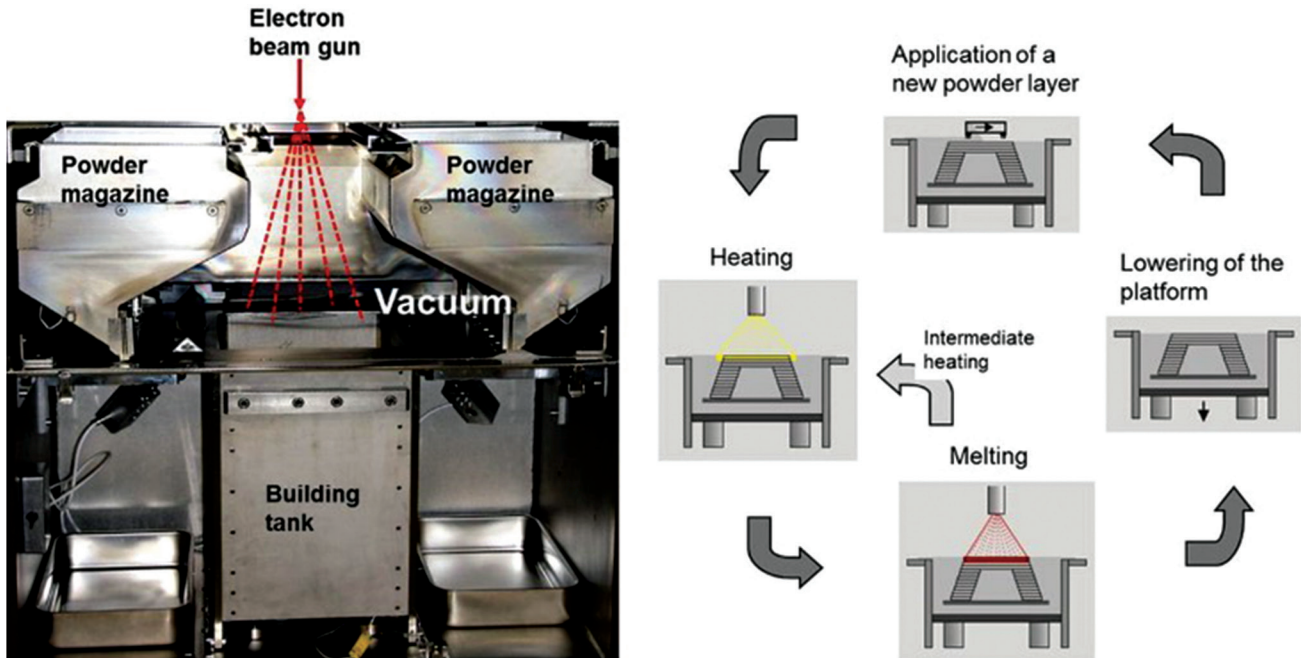 Electron
beam gun
Powder
magazine
Powder
magazine
Vacuum
Building
tank
Application of a
new powder layer
Heating
Lowering of the
platform
Intermediate
heating
Melting